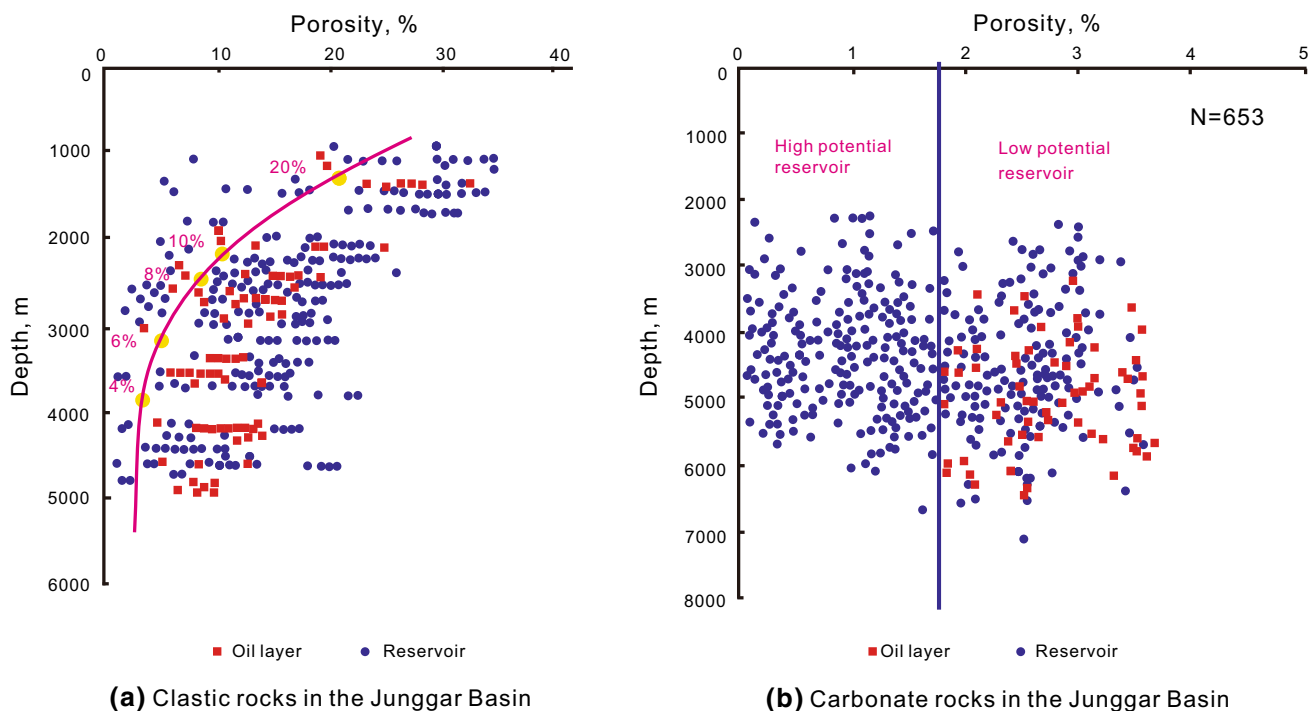 Porosity, %
0 10 20 30 40
0
1000
2000
3000
4000
5000
6000
Depth, m
20%
10%
8%
6%
4%
Oil layer Reservoir
(a) Clastic rocks in the Junggar Basin
Porosity, %
0 1 2 3 4 5
0
1000
2000
3000
4000
5000
6000
7000
8000
Depth, m
N=653
High potential
reservoir
Low potential
reservoir
Oil layer Reservoir
(b) Carbonate rocks in the Junggar Basin